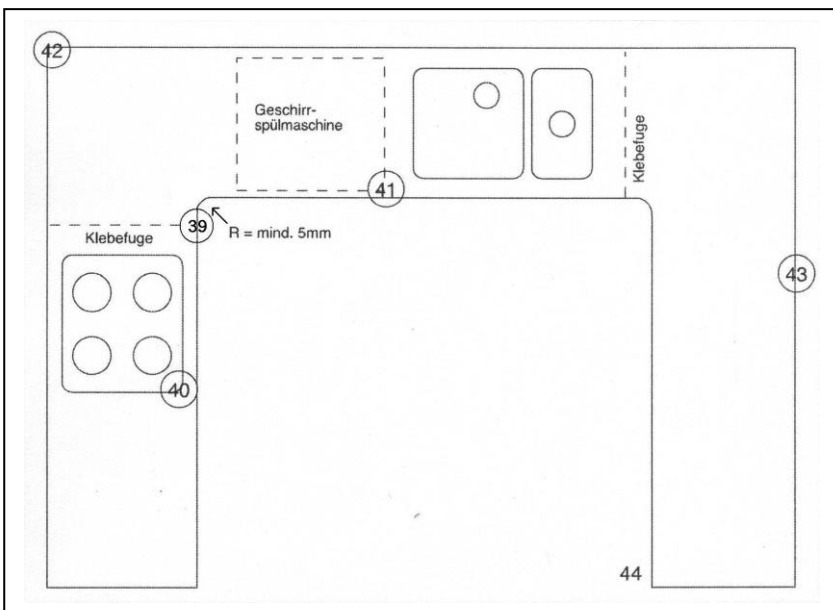 42
Geschirr-
spülmaschine
Klebefuge
41
39
R = mind. 5mm
Klebefuge
43
40
44